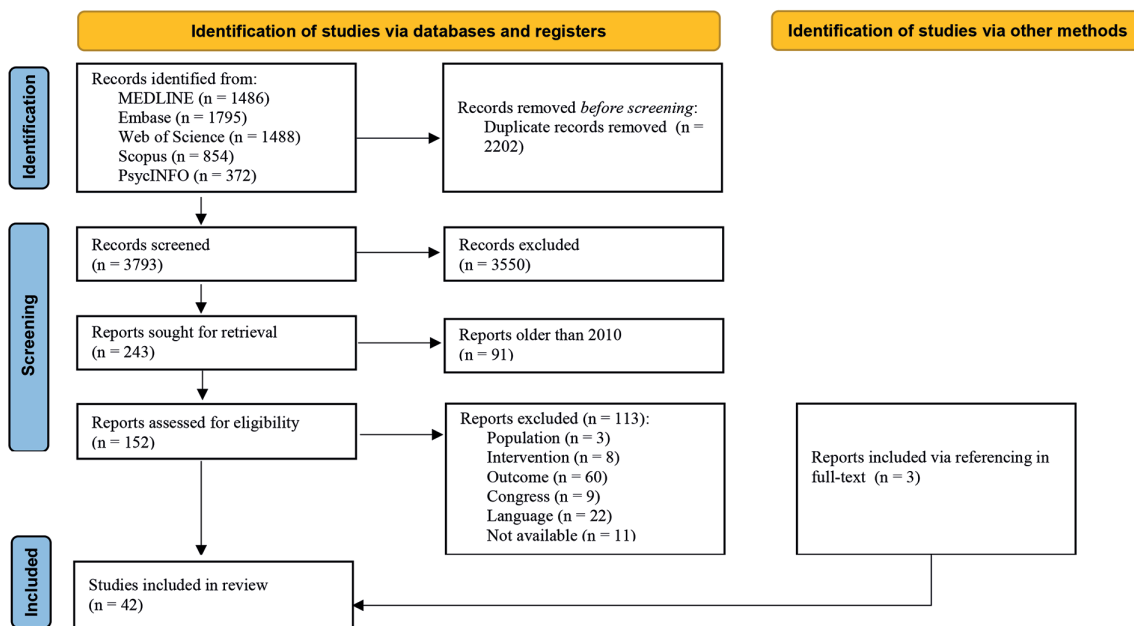 Identification of studies via databases and registers
Identification of studies via other methods
Identification
Records identified from:
MEDLINE (n = 1486)
Embase (n = 1795)
Web of Science (n = 1488)
Scopus (n = 854)
PsycINFO (n = 372)
Records removed before screening:
Duplicate records removed (n =
2202)
Screening
Records screened
(n = 3793)
Records excluded
(n = 3550)
Reports sought for retrieval
(n = 243)
Reports older than 2010
(n = 91)
Reports assessed for eligibility
(n = 152)
Reports excluded (n = 113):
Population (n = 3)
Intervention (n = 8)
Outcome (n = 60)
Congress (n = 9)
Language (n = 22)
Not available (n = 11)
Reports included via referencing in
full-text (n = 3)
Included
Studies included in review
(n = 42)